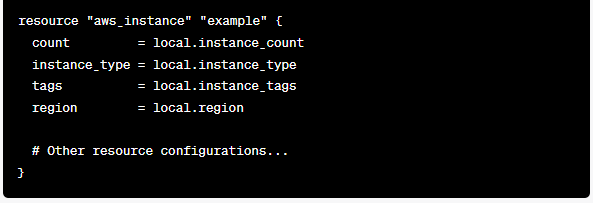 resource "aws_instance" "example" {
  count         = local.instance_count
  instance_type = local.instance_type
  tags          = local.instance_tags
  region        = local.region

  # Other resource configurations...
}